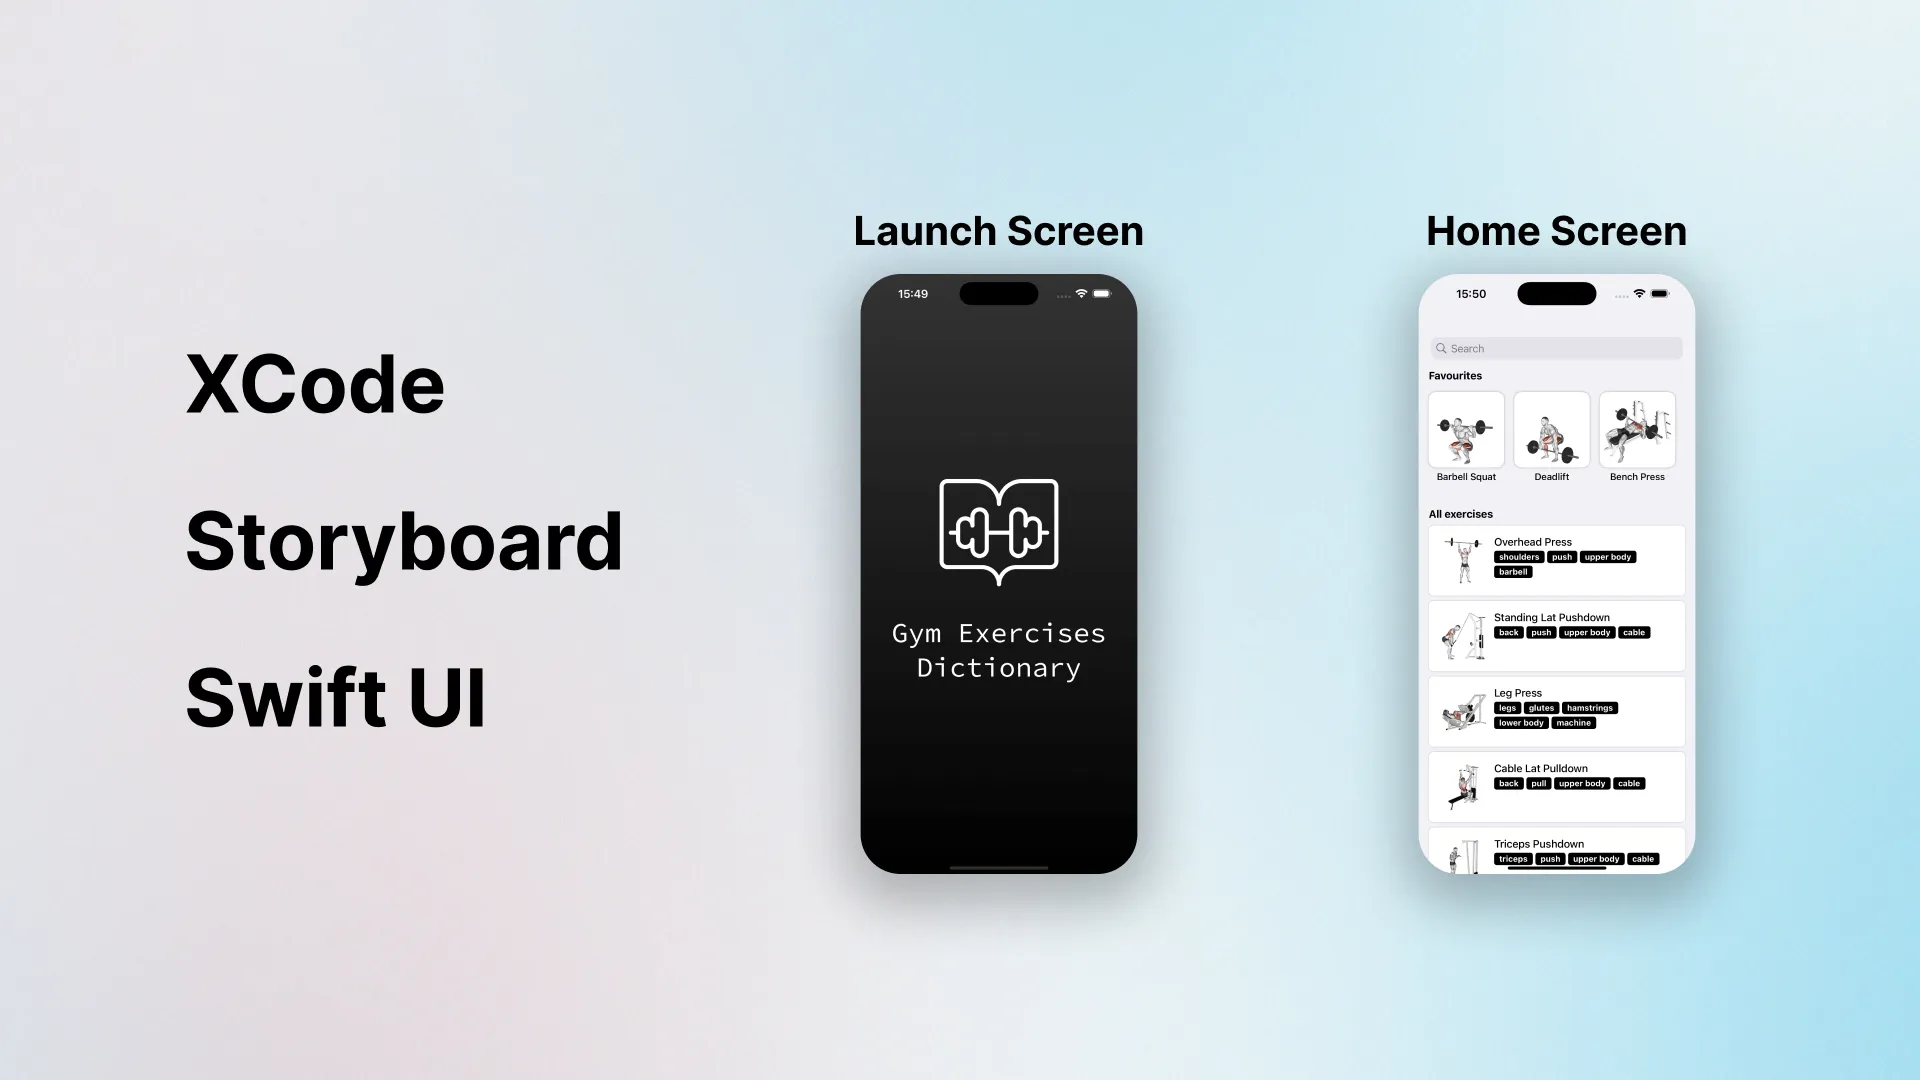 XCode
Storyboard
Swift UI
Launch Screen
15:49
Gym Exercises
Dictionary
Home Screen
15:50
Search
Favourites
Barbell Squat
Deadlift
Bench Press
All exercises
Overhead Press
shoulders push upper body
barbell
Standing Lat Pushdown
back push upper body cable
Leg Press
legs glutes hamstrings
lower body machine
Cable Lat Pulldown
back pull upper body cable
Triceps Pushdown
triceps push upper body cable